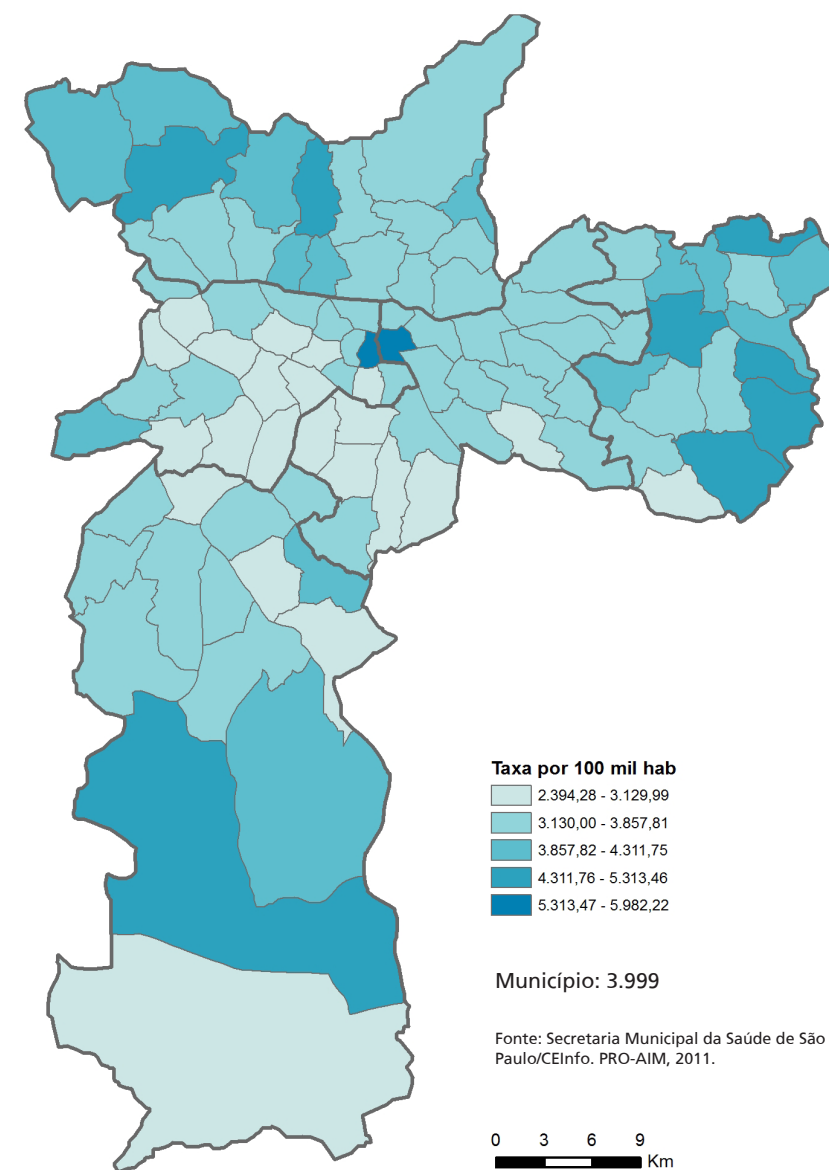 Taxa por 100 mil hab
2.394,28 - 3.129,99
3.130,00 - 3.857,81
3.857,82 - 4.311,75
4.311,76 - 5.313,46
5.313,47 - 5.982,22
Município: 3.999
Fonte: Secretaria Municipal da Saúde de São
Paulo/CEInfo. PRO-AIM, 2011.
0 3 6 9
Km